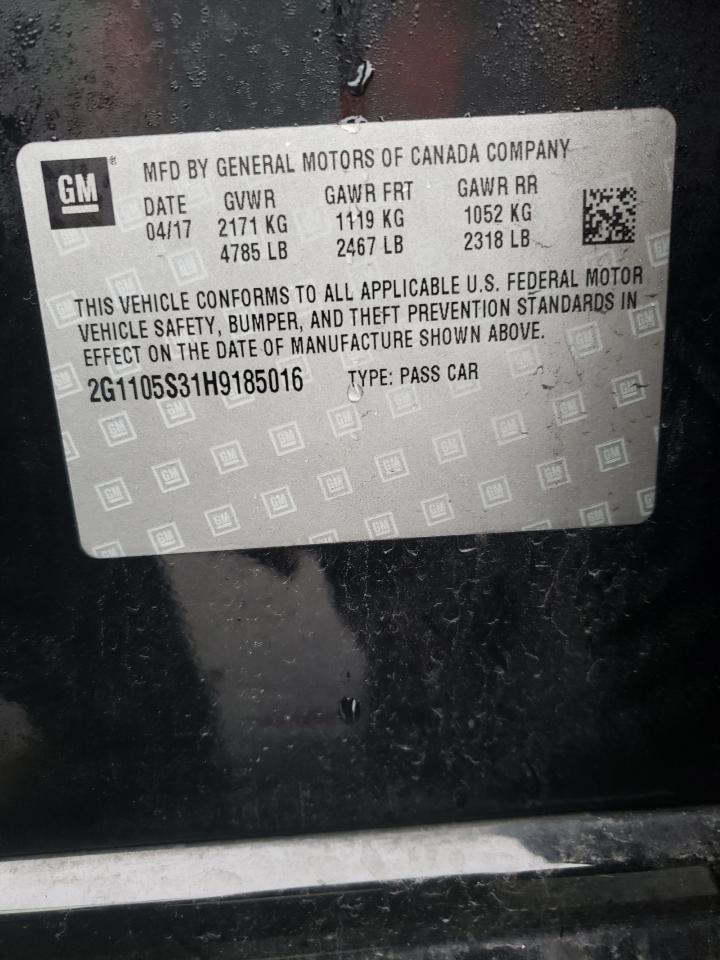 GM® MFD BY GENERAL MOTORS OF CANADA COMPANY
DATE GVWR GAWR FRT GAWR RR
04/17 2171 KG 1119 KG 1052 KG
4785 LB 2467 LB 2318 LB
THIS VEHICLE CONFORMS TO ALL APPLICABLE U.S. FEDERAL MOTOR
VEHICLE SAFETY, BUMPER, AND THEFT PREVENTION STANDARDS IN
EFFECT ON THE DATE OF MANUFACTURE SHOWN ABOVE.
2G1105S31H9185016 TYPE: PASS CAR